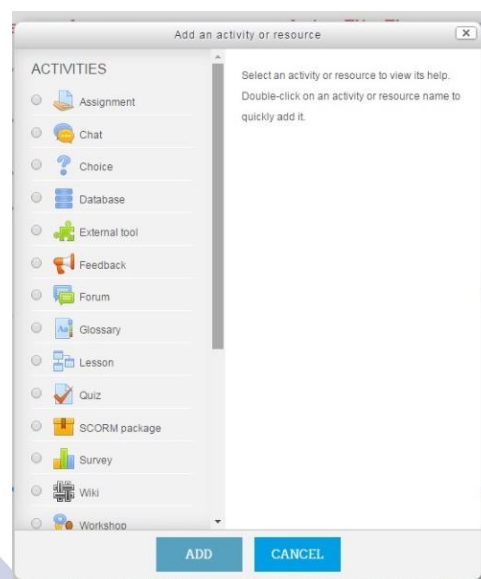 Add an activity or resource
ACTIVITIES
Assignment
Chat
Choice
Database
External tool
Feedback
Forum
Glossary
Lesson
Quiz
SCORM package
Survey
Wiki
Workshop
Select an activity or resource to view its help.
Double-click on an activity or resource name to
quickly add it.
ADD
CANCEL